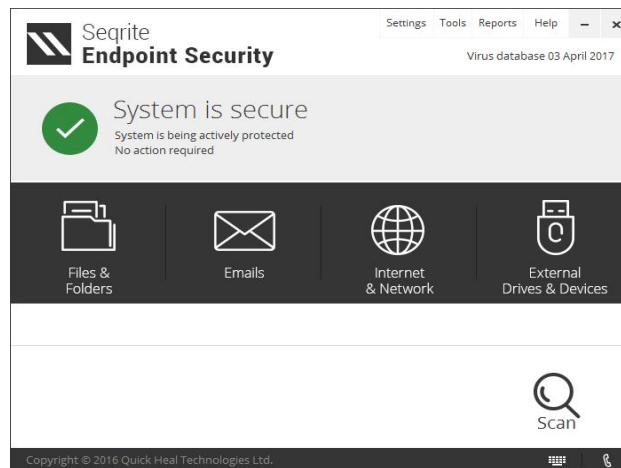 Seqrite
Endpoint Security
Settings Tools Reports Help
Virus database 03 April 2017
System is secure
System is being actively protected
No action required
Files &
Folders
Emails
Internet
& Network
External
Drives & Devices
Scan
Copyright © 2016 Quick Heal Technologies Ltd.